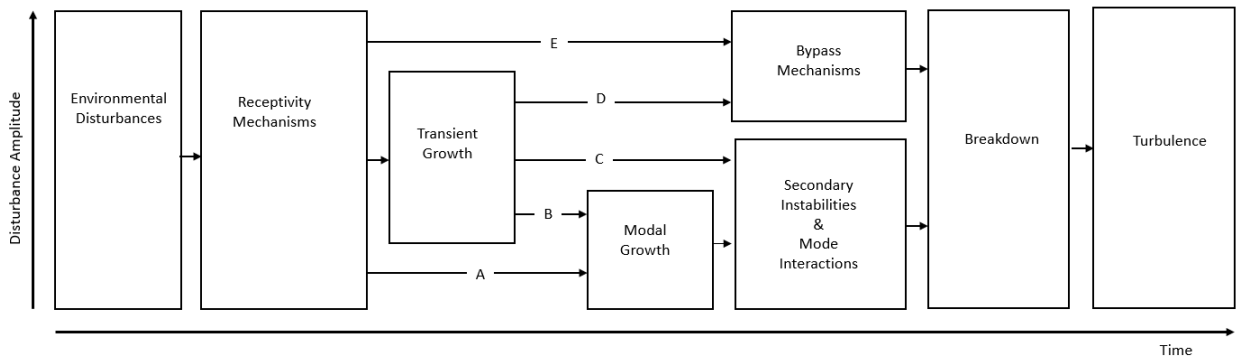 Disturbance Amplitude
Environmental
Disturbances
Receptivity
Mechanisms
Transient
Growth
E
D
C
B
A
Modal
Growth
Bypass
Mechanisms
Secondary
Instabilities
&
Mode
Interactions
Breakdown
Turbulence
Time